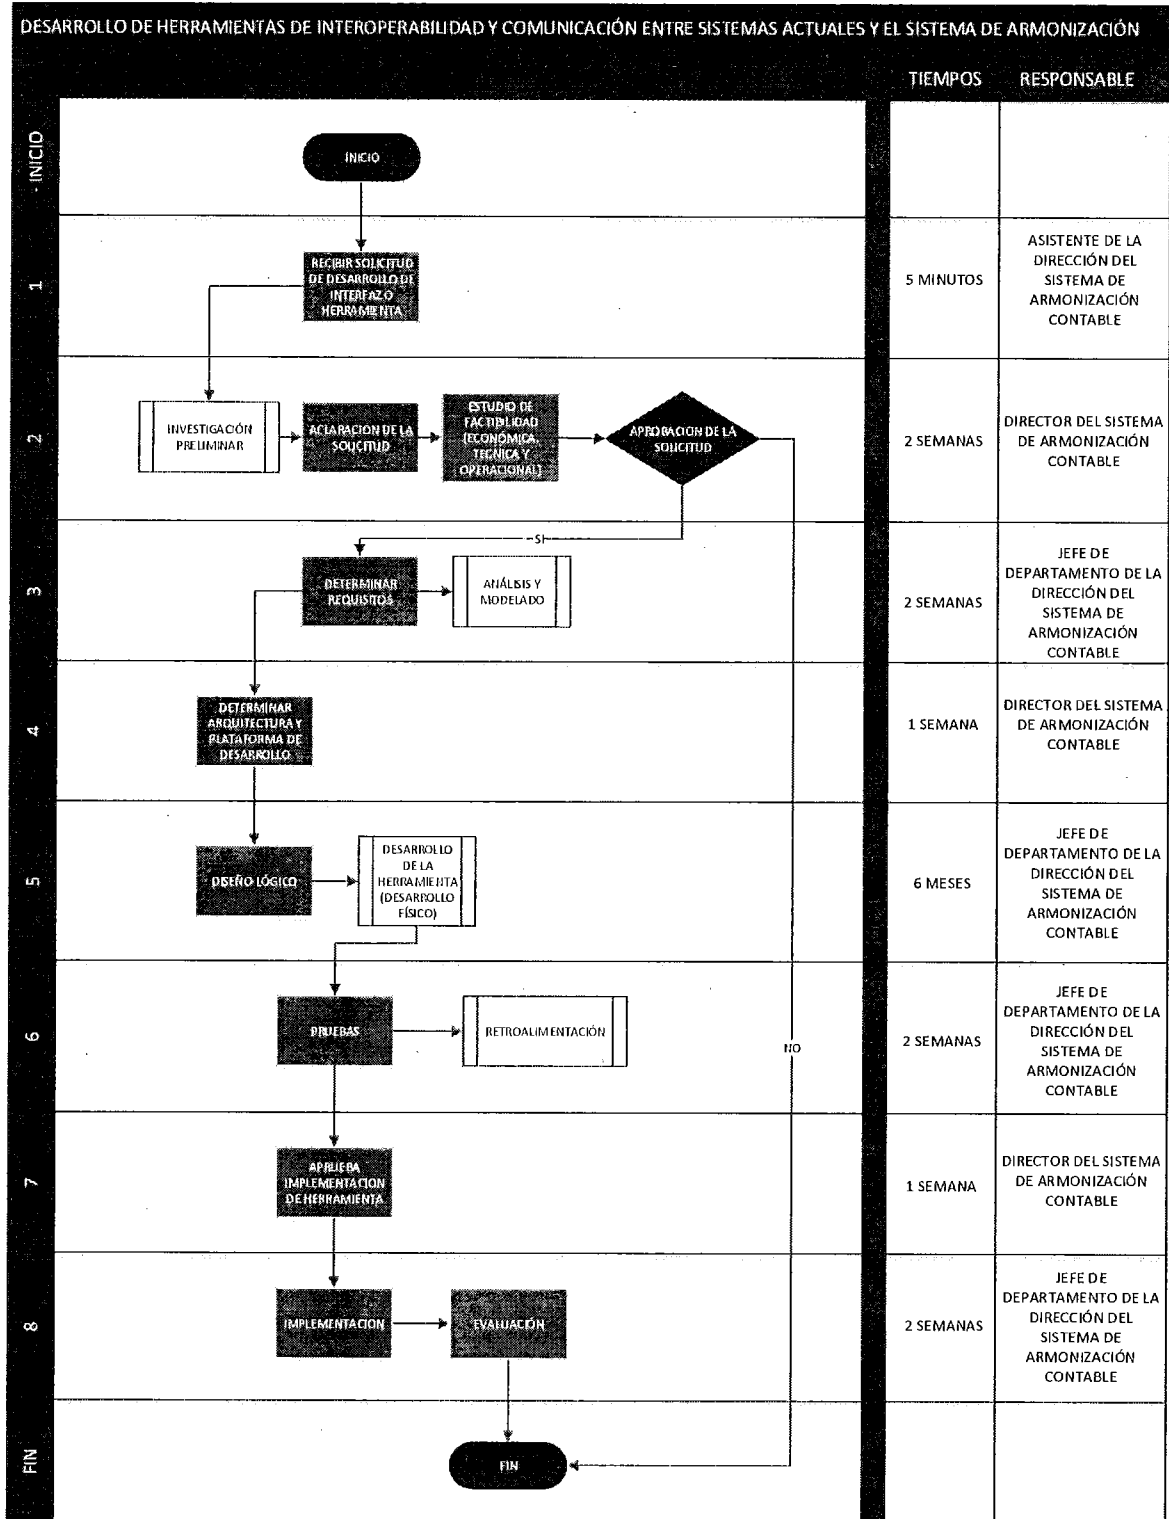 DESARROLLO DE HERRAMIENTAS DE INTEROPERABILIDAD Y COMUNICACIÓN ENTRE SISTEMAS ACTUALES Y EL SISTEMA DE ARMONIZACIÓN
TIEMPOS
RESPONSABLE
- INICIO
INICIO
1
RECIBIR SOLICITUD
DE DESARROLLO DE
INTERFAZ O
HERRAMIENTA
5 MINUTOS
ASISTENTE DE LA
DIRECCIÓN DEL
SISTEMA DE
ARMONIZACIÓN
CONTABLE
2
INVESTIGACIÓN
PRELIMINAR
ACLARACION DE LA
SOLICITUD
ESTUDIO DE
FACTIBILIDAD
(ECONÓMICA,
TECNICA Y
OPERACIONAL)
APROBACION DE LA
SOLICITUD
2 SEMANAS
DIRECTOR DEL SISTEMA
DE ARMONIZACIÓN
CONTABLE
SI
3
DETERMINAR
REQUISITOS
ANÁLISIS Y
MODELADO
2 SEMANAS
JEFE DE
DEPARTAMENTO DE LA
DIRECCIÓN DEL
SISTEMA DE
ARMONIZACIÓN
CONTABLE
4
DETERMINAR
ARQUITECTURA Y
PLATAFORMA DE
DESARROLLO
1 SEMANA
DIRECTOR DEL SISTEMA
DE ARMONIZACIÓN
CONTABLE
5
DISEÑO LÓGICO
DESARROLLO
DE LA
HERRAMIENTA
(DESARROLLO
FÍSICO)
6 MESES
JEFE DE
DEPARTAMENTO DE LA
DIRECCIÓN DEL
SISTEMA DE
ARMONIZACIÓN
CONTABLE
6
PRUEBAS
RETROALIMENTACIÓN
NO
2 SEMANAS
JEFE DE
DEPARTAMENTO DE LA
DIRECCIÓN DEL
SISTEMA DE
ARMONIZACIÓN
CONTABLE
7
APRUEBA
IMPLEMENTACION
DE HERRAMIENTA
1 SEMANA
DIRECTOR DEL SISTEMA
DE ARMONIZACIÓN
CONTABLE
8
IMPLEMENTACION
EVALUACIÓN
2 SEMANAS
JEFE DE
DEPARTAMENTO DE LA
DIRECCIÓN DEL
SISTEMA DE
ARMONIZACIÓN
CONTABLE
FIN
FIN